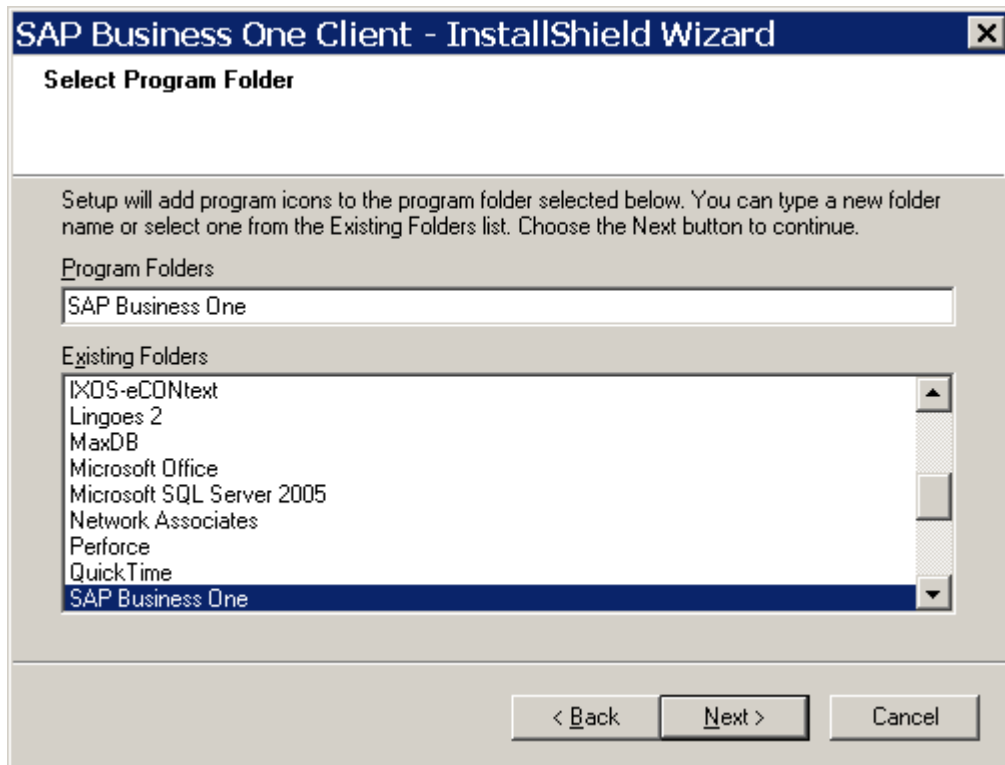 SAP Business One Client - InstallShield Wizard
Select Program Folder
Setup will add program icons to the program folder selected below. You can type a new folder
name or select one from the Existing Folders list. Choose the Next button to continue.
Program Folders
SAP Business One
Existing Folders
IXOS-eCONtext
Lingoes 2
MaxDB
Microsoft Office
Microsoft SQL Server 2005
Network Associates
Perforce
QuickTime
SAP Business One
< Back Next > Cancel